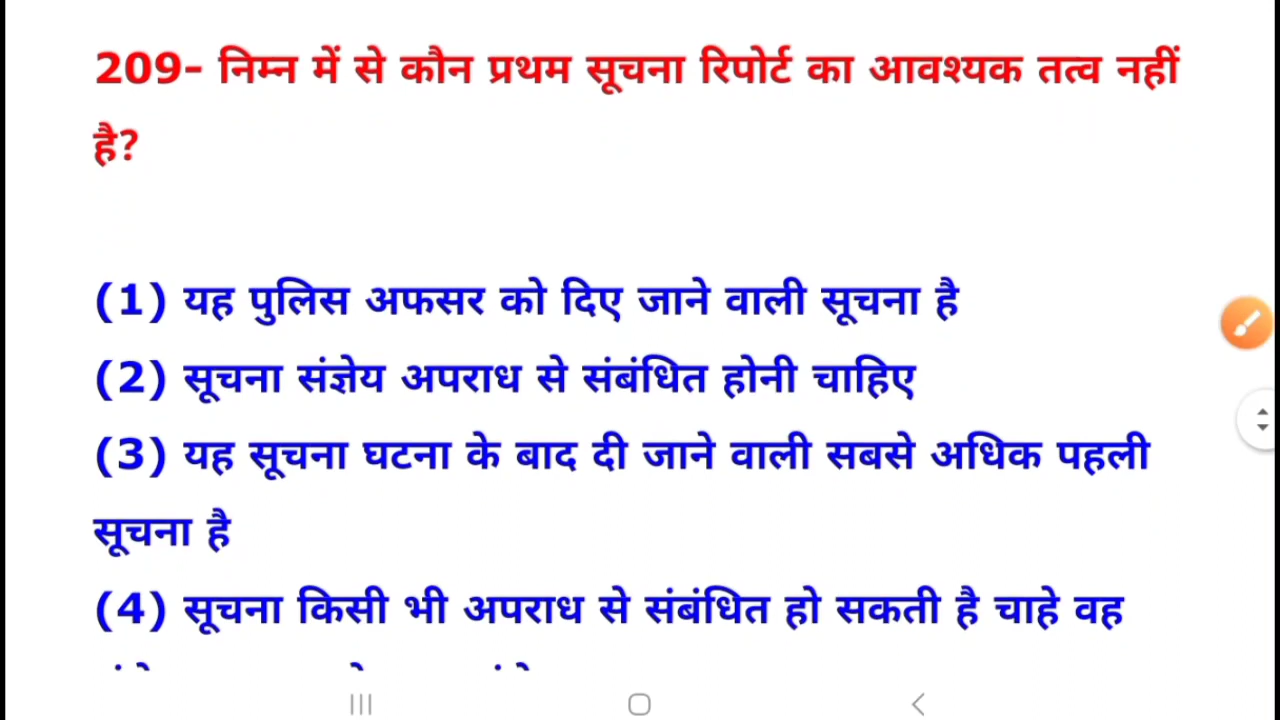 209- निम्न में से कौन प्रथम सूचना रिपोर्ट का आवश्यक तत्व नहीं
है?
(1) यह पुलिस अफसर को दिए जाने वाली सूचना है
(2) सूचना संज्ञेय अपराध से संबंधित होनी चाहिए
(3) यह सूचना घटना के बाद दी जाने वाली सबसे अधिक पहली
सूचना है
(4) सूचना किसी भी अपराध से संबंधित हो सकती है चाहे वह